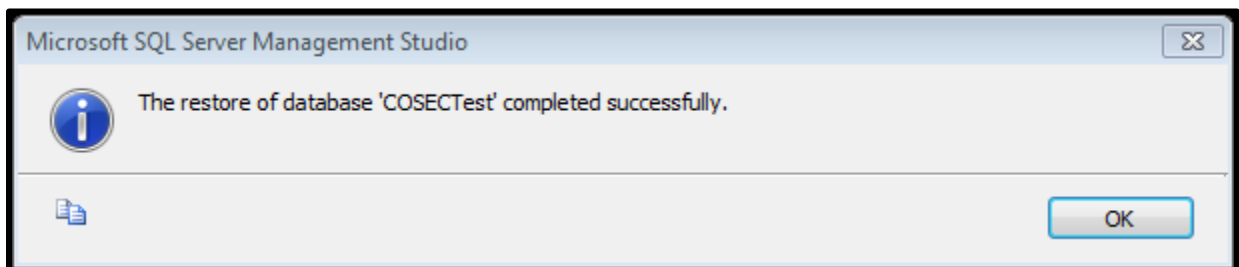 Microsoft SQL Server Management Studio
The restore of database 'COSECTest' completed successfully.
OK